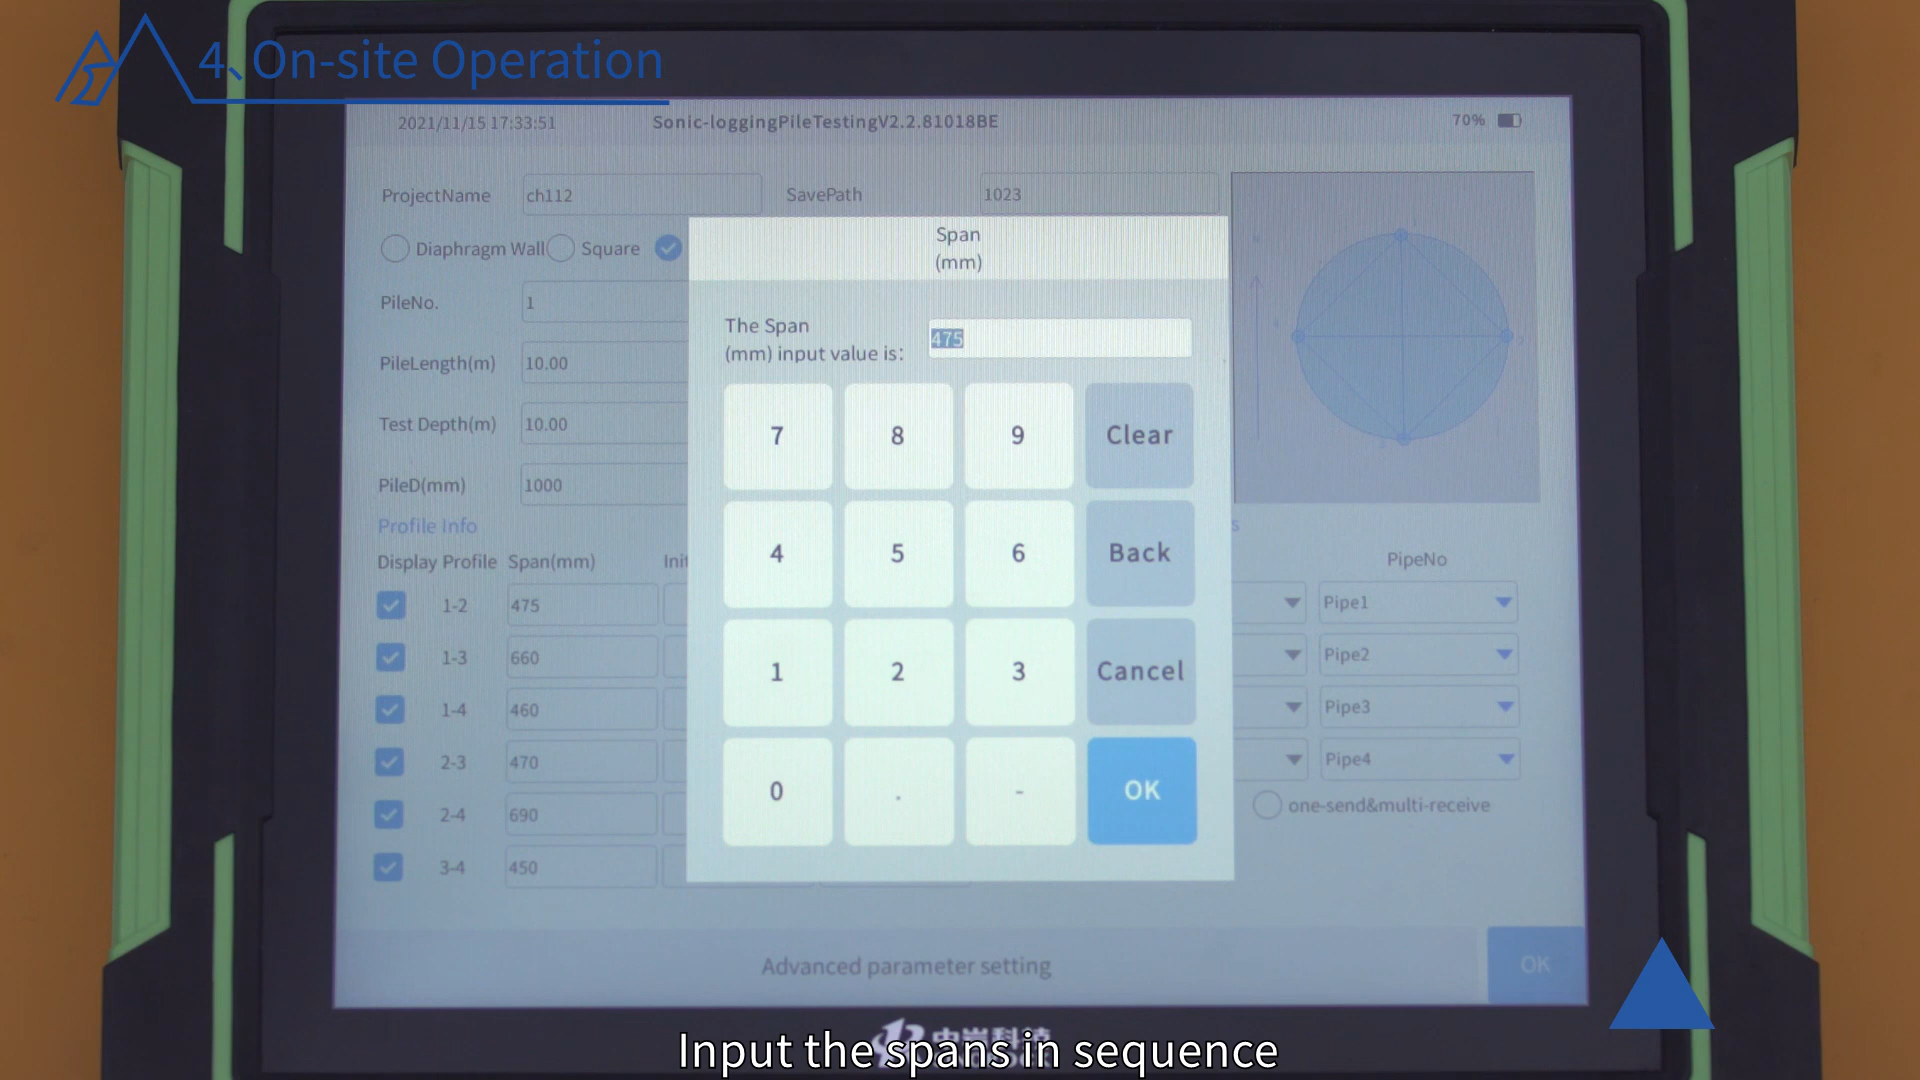 4、On-site Operation
2021/11/15 17:33:51 Sonic-loggingPileTestingV2.2.81018BE 70%
ProjectName ch112 SavePath 1023
Diaphragm Wall Square
PileNo. 1
PileLength(m) 10.00
Test Depth(m) 10.00
PileD(mm) 1000
Profile Info
Display Profile Span(mm) Init
1-2 475
1-3 660
1-4 460
2-3 470
2-4 690
3-4 450
Span
(mm)
The Span
(mm) input value is: 475
7 8 9 Clear
4 5 6 Back
1 2 3 Cancel
0 . - OK
s
PipeNo
Pipe1
Pipe2
Pipe3
Pipe4
one-send&multi-receive
Advanced parameter setting OK
Input the spans in sequence